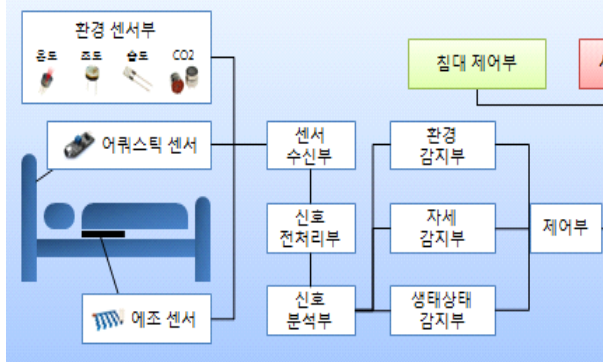 환경 센서부
온도 조도 습도 CO2
침대 제어부
어쿼스틱 센서
센서
수신부
환경
감지부
신호
전처리부
자세
감지부
제어부
에조 센서
신호
분석부
생태상태
감지부